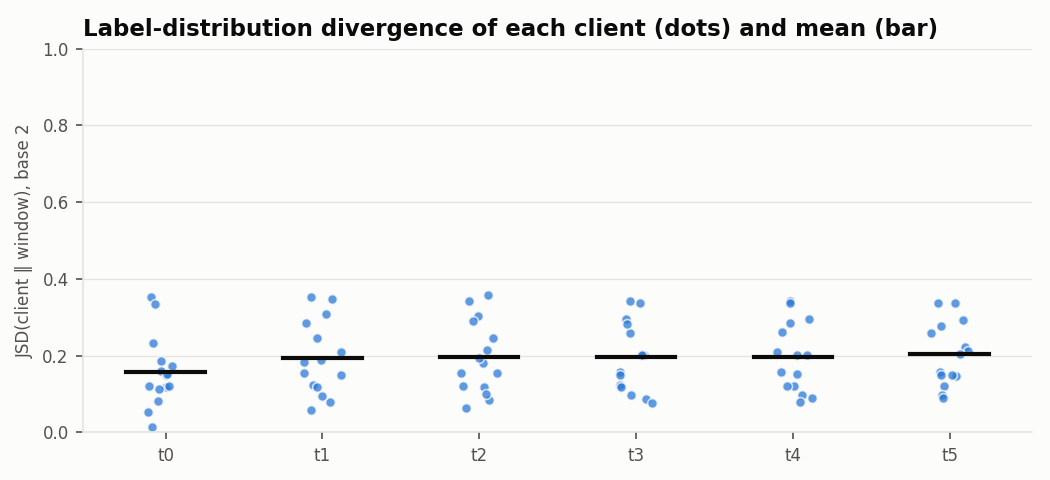 Label-distribution divergence of each client (dots) and mean (bar)
JSD(client ∥ window), base 2
1.0
0.8
0.6
0.4
0.2
0.0
t0 t1 t2 t3 t4 t5